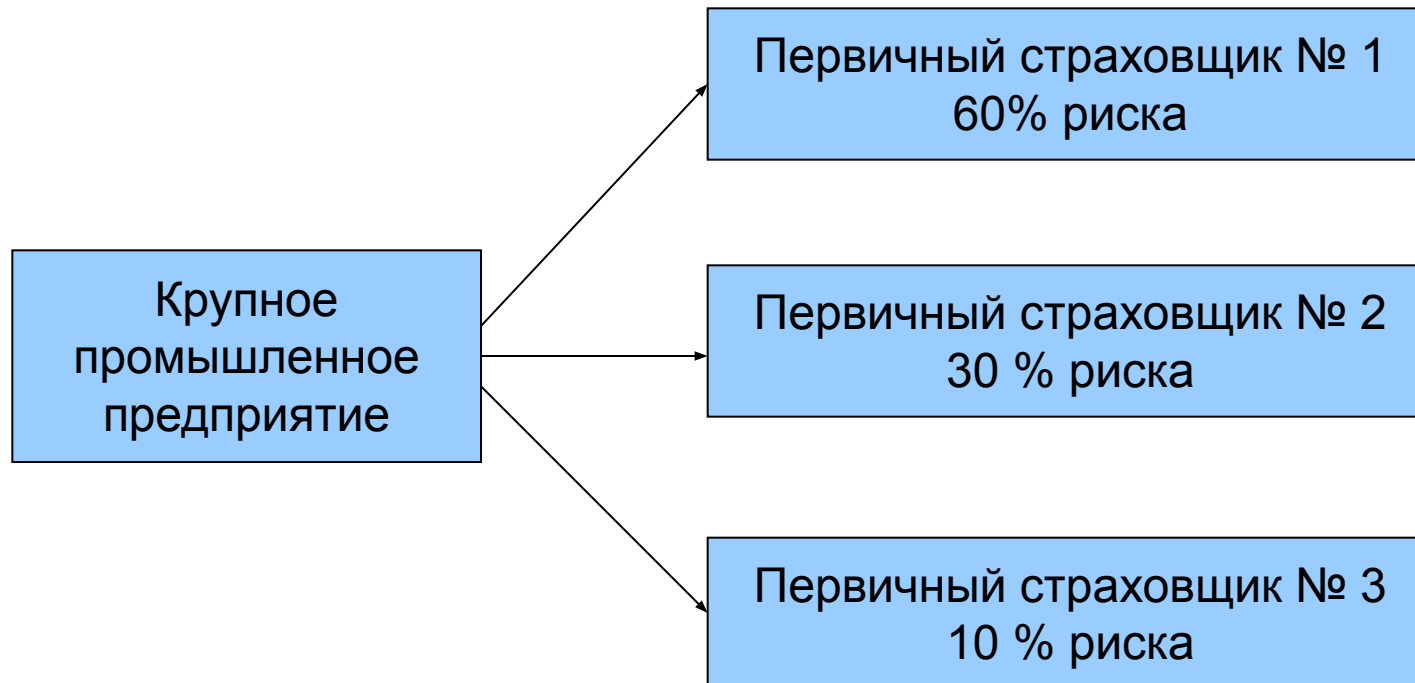 Первичный страховщик № 1
60% риска
Крупное
промышленное
предприятие
Первичный страховщик № 2
30 % риска
Первичный страховщик № 3
10 % риска